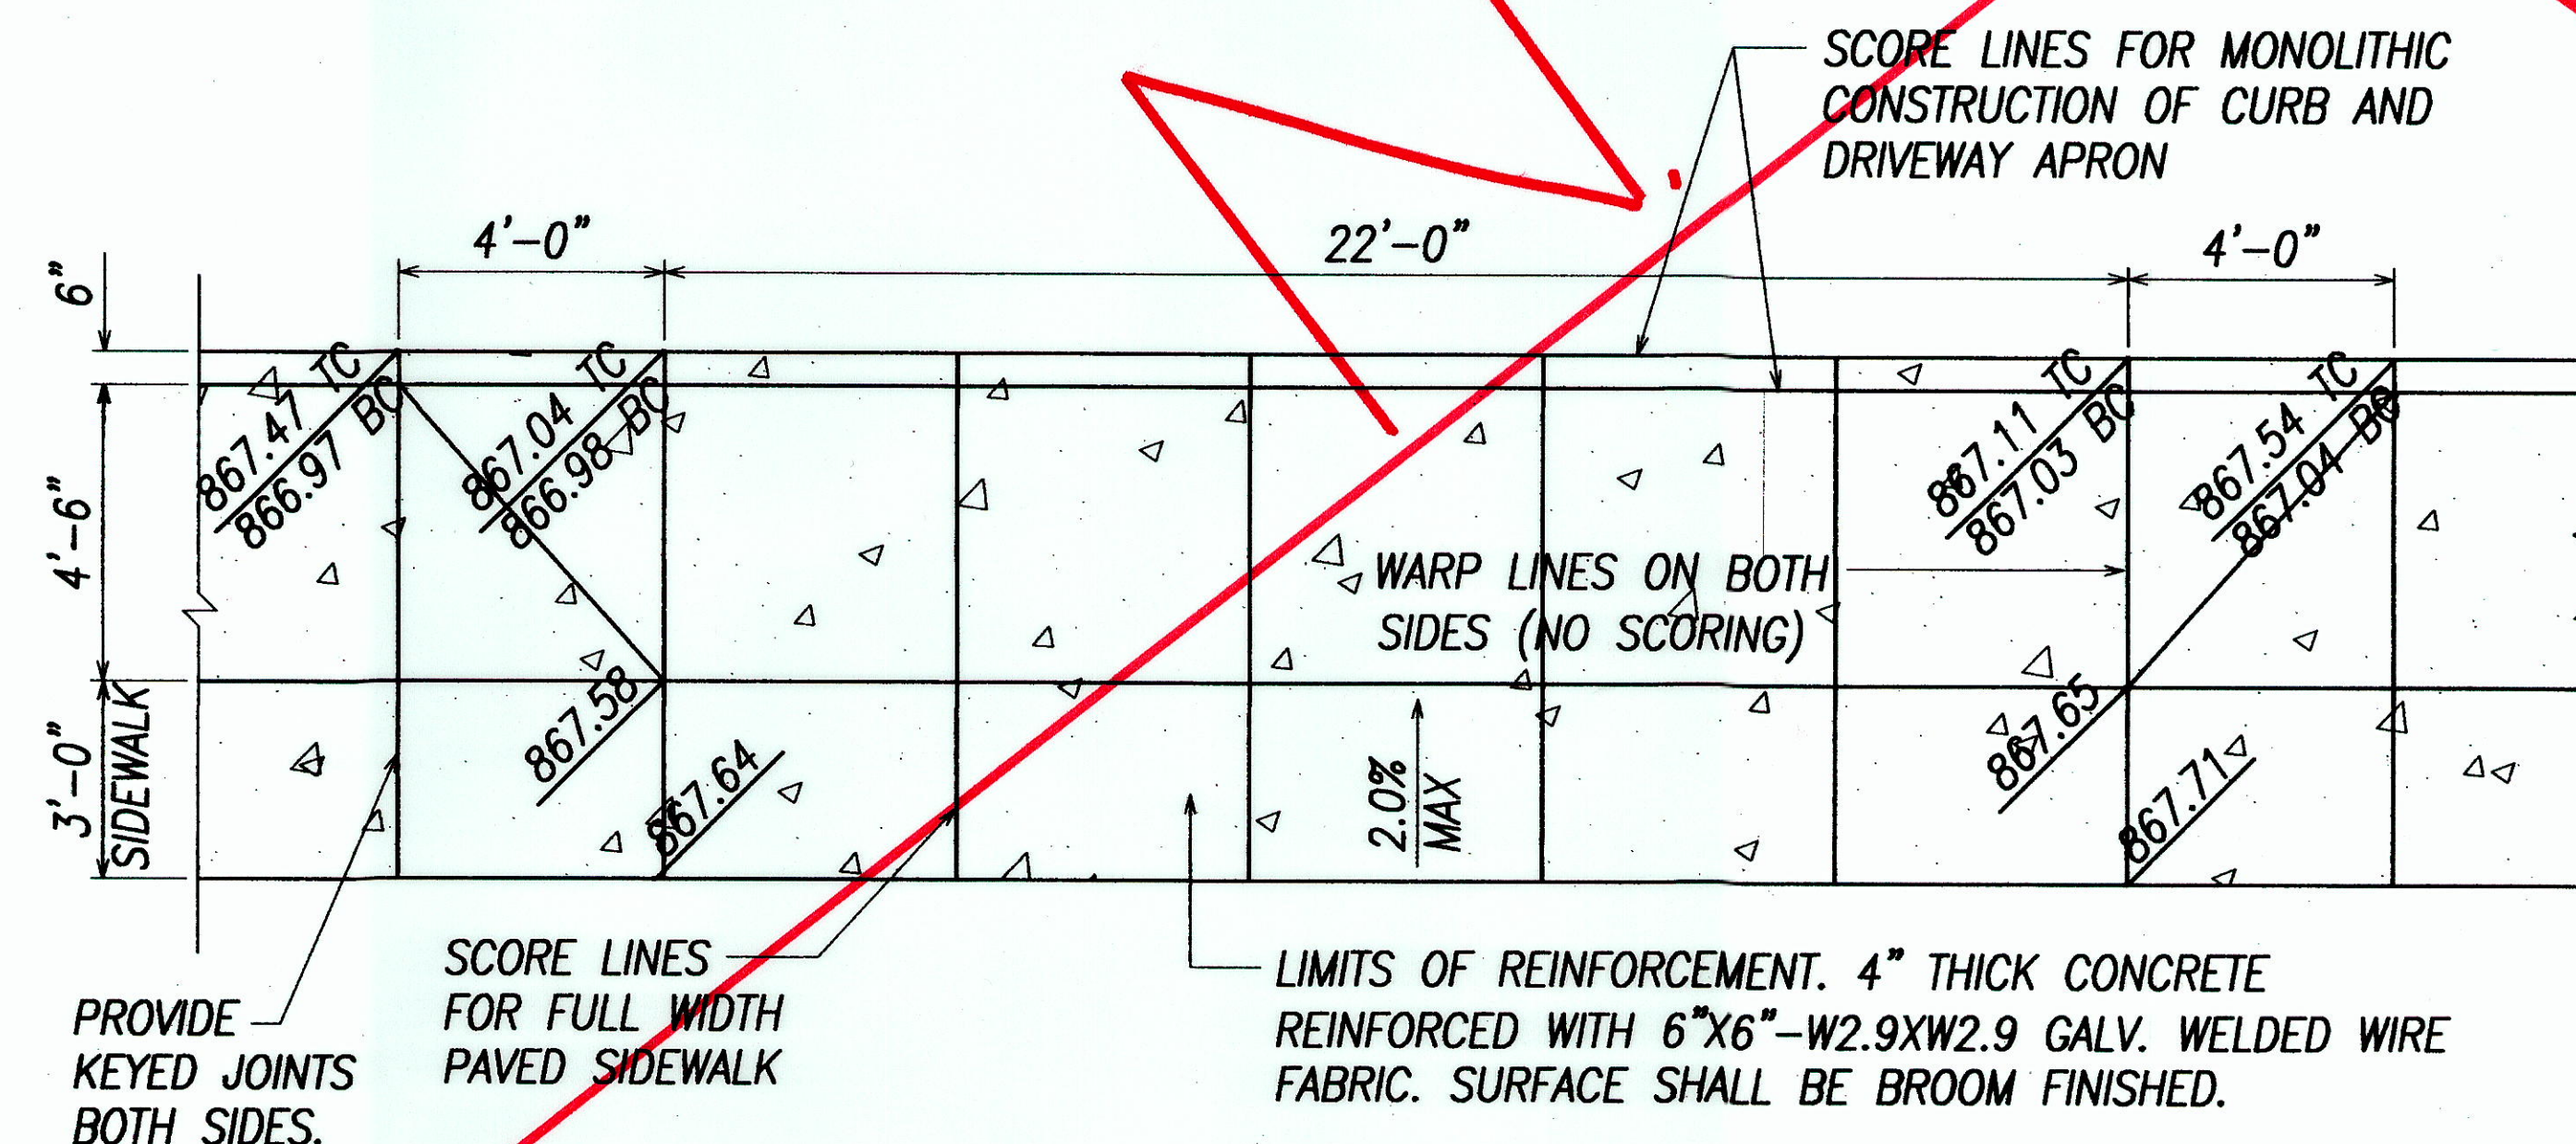 SCORE LINES FOR MONOLITHIC
CONSTRUCTION OF CURB AND
DRIVEWAY APRON
4'-0"
22'-0"
4'-0"
6"
4'-6"
3'-0"
SIDEWALK
867.47 TC
866.97 BC
867.04 TC
866.98 BC
867.11 TC
867.03 BC
867.54 TC
867.04 BC
WARP LINES ON BOTH
SIDES (NO SCORING)
867.58
867.64
2.0%
MAX
867.65
867.71
SCORE LINES
FOR FULL WIDTH
PAVED SIDEWALK
PROVIDE
KEYED JOINTS
BOTH SIDES.
LIMITS OF REINFORCEMENT. 4" THICK CONCRETE
REINFORCED WITH 6"X6"-W2.9XW2.9 GALV. WELDED WIRE
FABRIC. SURFACE SHALL BE BROOM FINISHED.